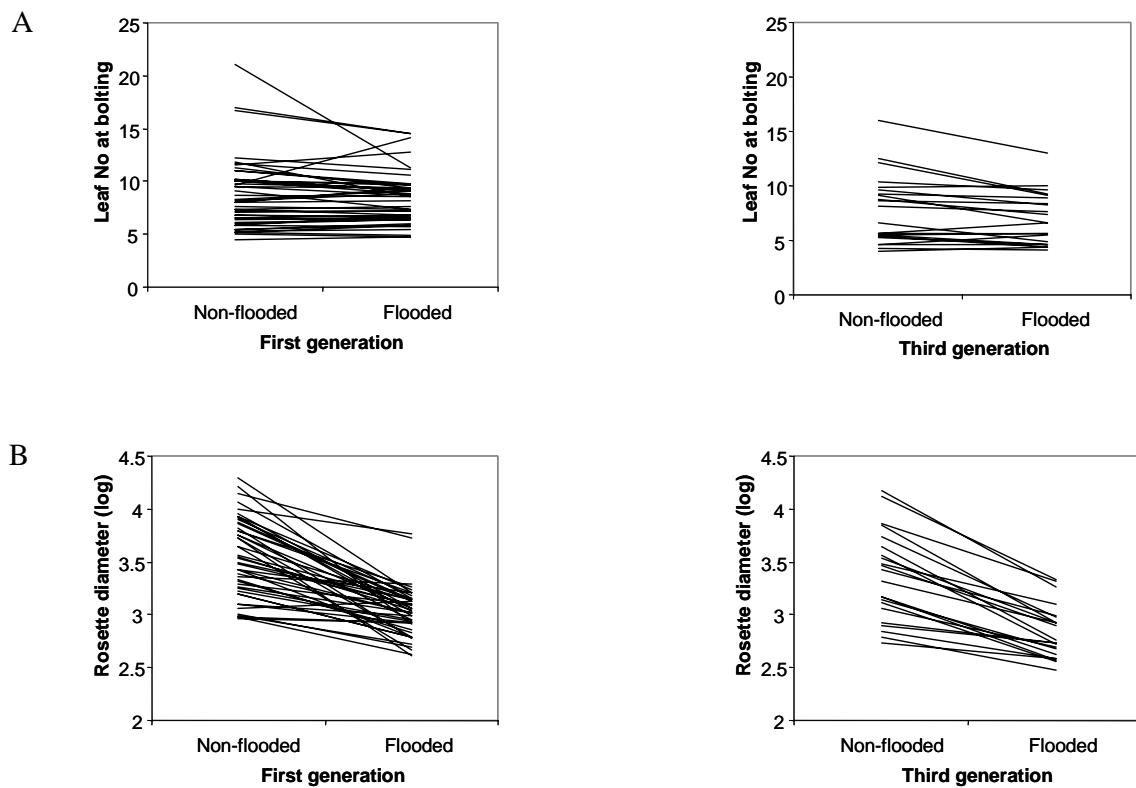 A
Leaf No at bolting
25
20
15
10
5
0
Non-flooded Flooded
First generation
Leaf No at bolting
25
20
15
10
5
0
Non-flooded Flooded
Third generation
B
Rosette diameter (log)
4.5
4
3.5
3
2.5
2
Non-flooded Flooded
First generation
Rosette diameter (log)
4.5
4
3.5
3
2.5
2
Non-flooded Flooded
Third generation